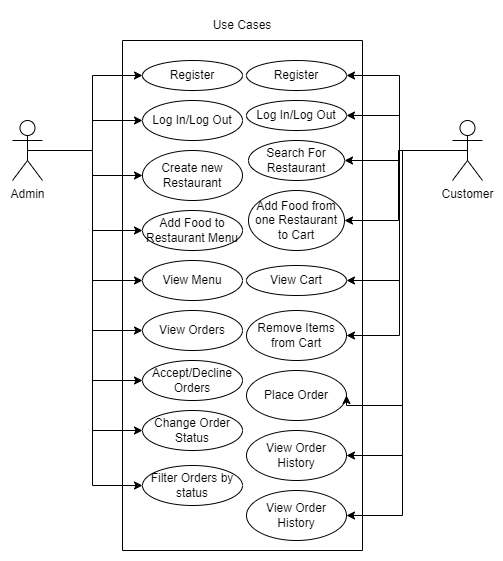 Use Cases
Register
Register
Log In/Log Out
Log In/Log Out
Admin
Customer
Create new
Restaurant
Search For
Restaurant
Add Food to
Restaurant Menu
Add Food from
one Restaurant
to Cart
View Menu
View Cart
View Orders
Remove Items
from Cart
Accept/Decline
Orders
Place Order
Change Order
Status
View Order
History
Filter Orders by
status
View Order
History